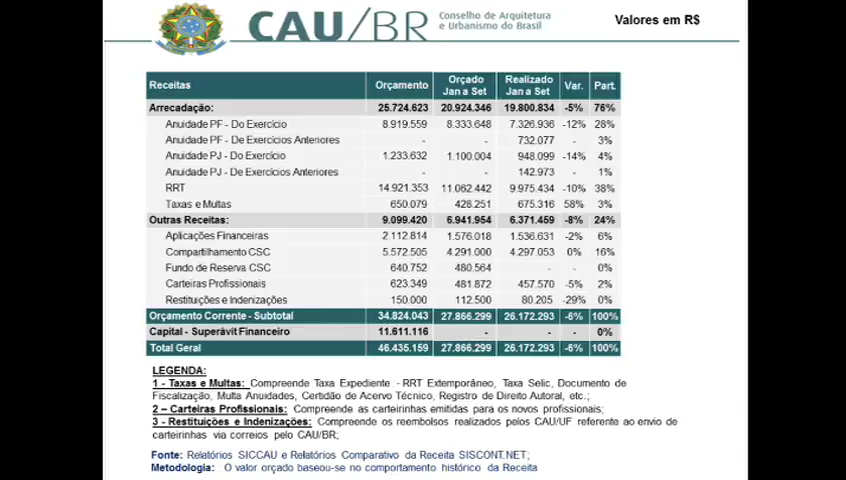 CAU/BR
Conselho de Arquitetura
e Urbanismo do Brasil
Valores em R$
Receitas Orçamento Orçado Jan a Set Realizado Jan a Set Var. Part.
Arrecadação: 25.724.623 20.924.346 19.800.834 -5% 76%
Anuidade PF - Do Exercício 8.919.559 8.333.648 7.326.936 -12% 28%
Anuidade PF - De Exercícios Anteriores - - 732.077 - 3%
Anuidade PJ - Do Exercício 1.233.632 1.100.004 948.099 -14% 4%
Anuidade PJ - De Exercícios Anteriores - - 142.973 - 1%
RRT 14.921.353 11.062.442 9.975.434 -10% 38%
Taxas e Multas 650.079 428.251 675.316 58% 3%
Outras Receitas: 9.099.420 6.941.954 6.371.459 -8% 24%
Aplicações Financeiras 2.112.814 1.576.018 1.536.631 -2% 6%
Compartilhamento CSC 5.572.505 4.291.000 4.297.053 0% 16%
Fundo de Reserva CSC 640.752 480.564 - - 0%
Carteiras Profissionais 623.349 481.872 457.570 -5% 2%
Restituições e Indenizações 150.000 112.500 80.205 -29% 0%
Orçamento Corrente - Subtotal 34.824.043 27.866.299 26.172.293 -6% 100%
Capital - Superávit Financeiro 11.611.116 - - - 0%
Total Geral 46.435.159 27.866.299 26.172.293 -6% 100%
LEGENDA:
1 - Taxas e Multas: Compreende Taxa Expediente - RRT Extemporâneo, Taxa Selic, Documento de
Fiscalização, Multa Anuidades, Certidão de Acervo Técnico, Registro de Direito Autoral, etc.;
2 – Carteiras Profissionais: Compreende as carteirinhas emitidas para os novos profissionais;
3 - Restituições e Indenizações: Compreende os reembolsos realizados pelos CAU/UF referente ao envio de
carteirinhas via correios pelo CAU/BR;
Fonte: Relatórios SICCAU e Relatórios Comparativo da Receita SISCONT.NET;
Metodologia: O valor orçado baseou-se no comportamento histórico da Receita